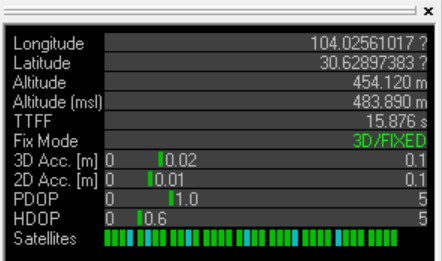 Longitude 104.02561017 ?
Latitude 30.62897383 ?
Altitude 454.120 m
Altitude (msl) 483.890 m
TTFF 15.876 s
Fix Mode 3D/FIXED
3D Acc. [m] 0 0.02 0.1
2D Acc. [m] 0 0.01 0.1
PDOP 0 1.0 5
HDOP 0 0.6 5
Satellites